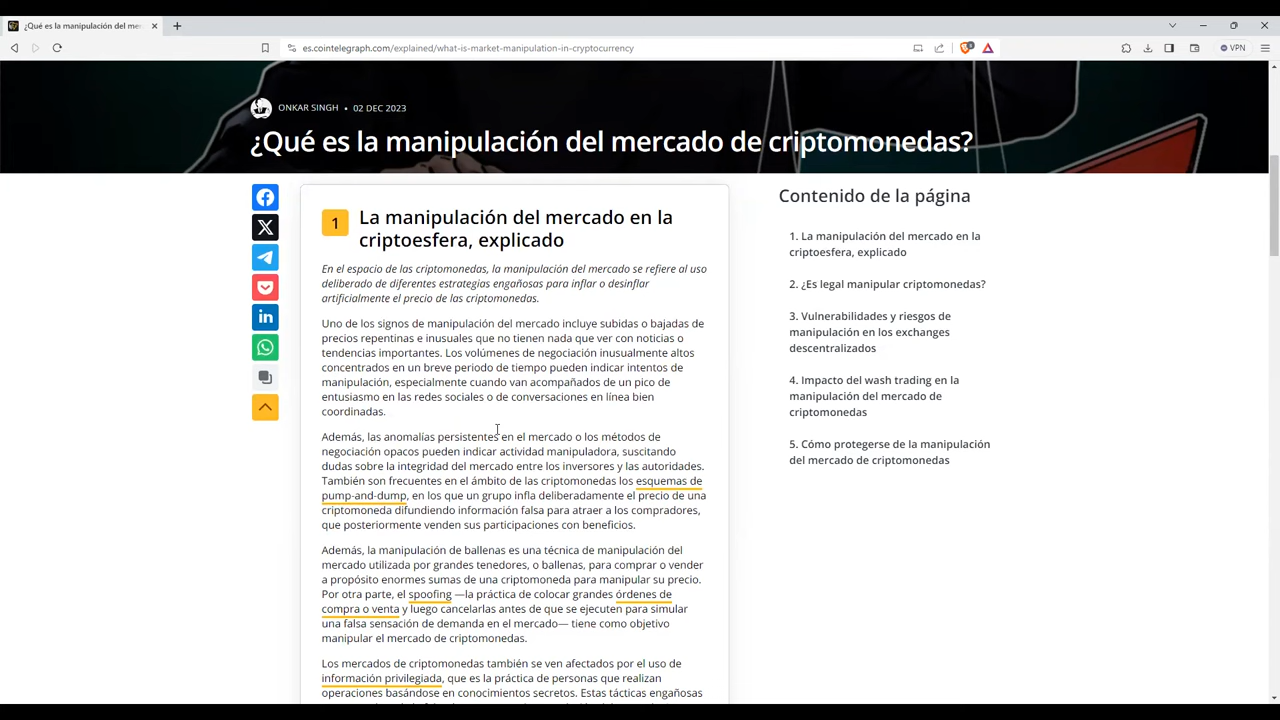 ¿Qué es la manipulación del mer
es.cointelegraph.com/explained/what-is-market-manipulation-in-cryptocurrency
VPN
ONKAR SINGH • 02 DEC 2023
¿Qué es la manipulación del mercado de criptomonedas?
1
La manipulación del mercado en la
criptoesfera, explicado
En el espacio de las criptomonedas, la manipulación del mercado se refiere al uso
deliberado de diferentes estrategias engañosas para inflar o desinflar
artificialmente el precio de las criptomonedas.
Uno de los signos de manipulación del mercado incluye subidas o bajadas de
precios repentinas e inusuales que no tienen nada que ver con noticias o
tendencias importantes. Los volúmenes de negociación inusualmente altos
concentrados en un breve periodo de tiempo pueden indicar intentos de
manipulación, especialmente cuando van acompañados de un pico de
entusiasmo en las redes sociales o de conversaciones en línea bien
coordinadas.
Además, las anomalías persistentes en el mercado o los métodos de
negociación opacos pueden indicar actividad manipuladora, suscitando
dudas sobre la integridad del mercado entre los inversores y las autoridades.
También son frecuentes en el ámbito de las criptomonedas los esquemas de
pump-and-dump, en los que un grupo infla deliberadamente el precio de una
criptomoneda difundiendo información falsa para atraer a los compradores,
que posteriormente venden sus participaciones con beneficios.
Además, la manipulación de ballenas es una técnica de manipulación del
mercado utilizada por grandes tenedores, o ballenas, para comprar o vender
a propósito enormes sumas de una criptomoneda para manipular su precio.
Por otra parte, el spoofing —la práctica de colocar grandes órdenes de
compra o venta y luego cancelarlas antes de que se ejecuten para simular
una falsa sensación de demanda en el mercado— tiene como objetivo
manipular el mercado de criptomonedas.
Los mercados de criptomonedas también se ven afectados por el uso de
información privilegiada, que es la práctica de personas que realizan
operaciones basándose en conocimientos secretos. Estas tácticas engañosas
Contenido de la página
1. La manipulación del mercado en la
criptoesfera, explicado
2. ¿Es legal manipular criptomonedas?
3. Vulnerabilidades y riesgos de
manipulación en los exchanges
descentralizados
4. Impacto del wash trading en la
manipulación del mercado de
criptomonedas
5. Cómo protegerse de la manipulación
del mercado de criptomonedas